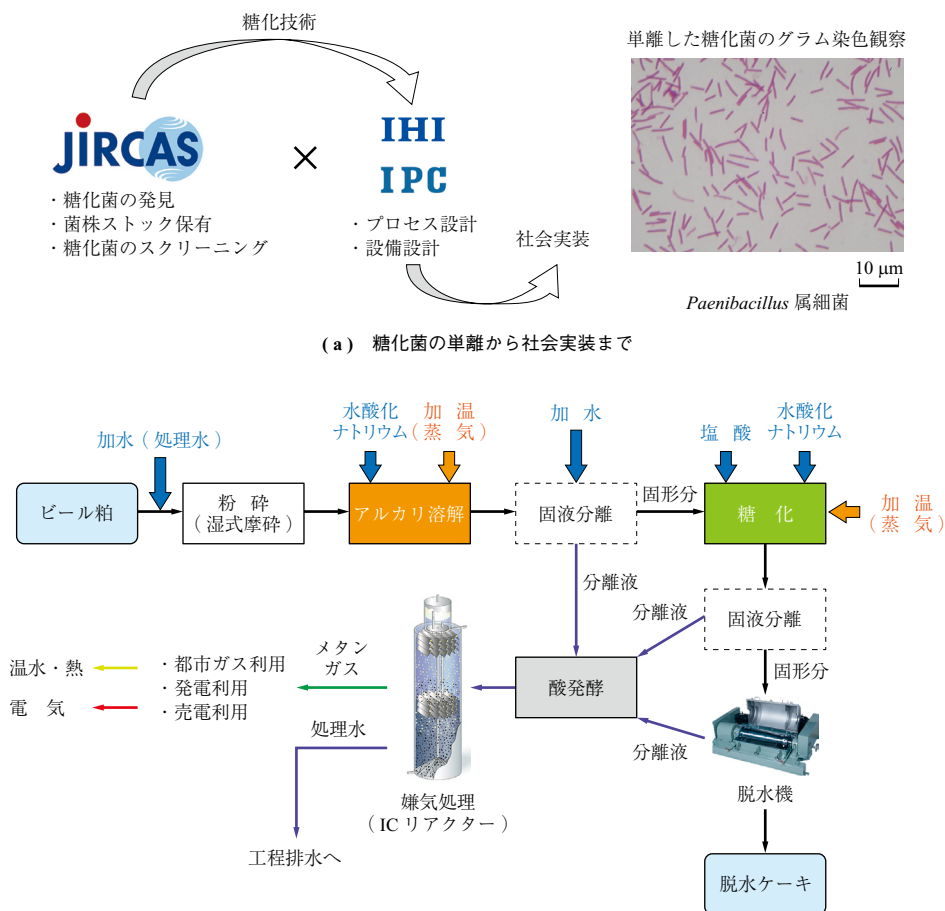 糖化技術
単離した糖化菌のグラム染色観察
JIRCAS
×
IHI
IPC
・糖化菌の発見
・菌株ストック保有
・糖化菌のスクリーニング
・プロセス設計
・設備設計
社会実装
10 μm
Paenibacillus 属細菌
( a ) 糖化菌の単離から社会実装まで
加水 ( 処理水 )
水酸化
ナトリウム
加 温
( 蒸 気 )
加 水
塩 酸
水酸化
ナトリウム
ビール粕
粉 砕
( 湿式摩砕 )
アルカリ溶解
固液分離
固形分
糖 化
加 温
( 蒸 気 )
分離液
分離液
固液分離
固形分
温水・熱
電 気
・都市ガス利用
・発電利用
・売電利用
メタン
ガス
処理水
酸発酵
分離液
脱水機
嫌気処理
( IC リアクター )
工程排水へ
脱水ケーキ